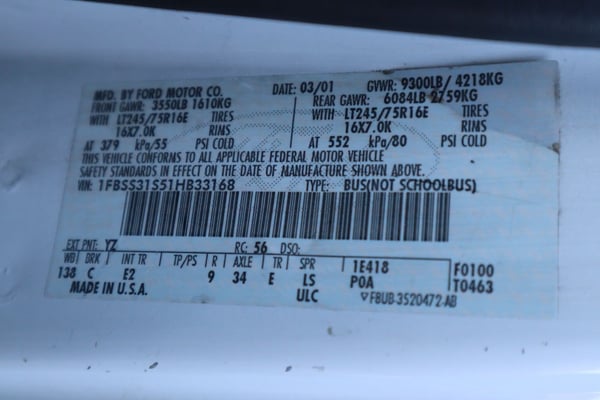 MFD. BY FORD MOTOR CO. DATE: 03/01 GVWR: 9300LB/ 4218KG
FRONT GAWR: 3550LB 1610KG REAR GAWR: 6084LB 2759KG
WITH LT245/75R16E TIRES WITH LT245/75R16E TIRES
16X7.0K RINS 16X7.0K RINS
AT 379 kPa/55 PSI COLD AT 552 kPa/80 PSI COLD
THIS VEHICLE CONFORMS TO ALL APPLICABLE FEDERAL MOTOR VEHICLE
SAFETY STANDARDS IN EFFECT ON THE DATE OF MANUFACTURE SHOWN ABOVE.
VIN: 1FBSS31S51HB33168 TYPE: BUS(NOT SCHOOLBUS)
EXT PNT: YZ RC: 56 DSO:
WB BRK INT TR TP/PS R AXLE TR SPR 1E418 F0100
138 C E2 9 34 E LS P0A T0463
MADE IN U.S.A. ULC ▽F8UB-3520472-AB